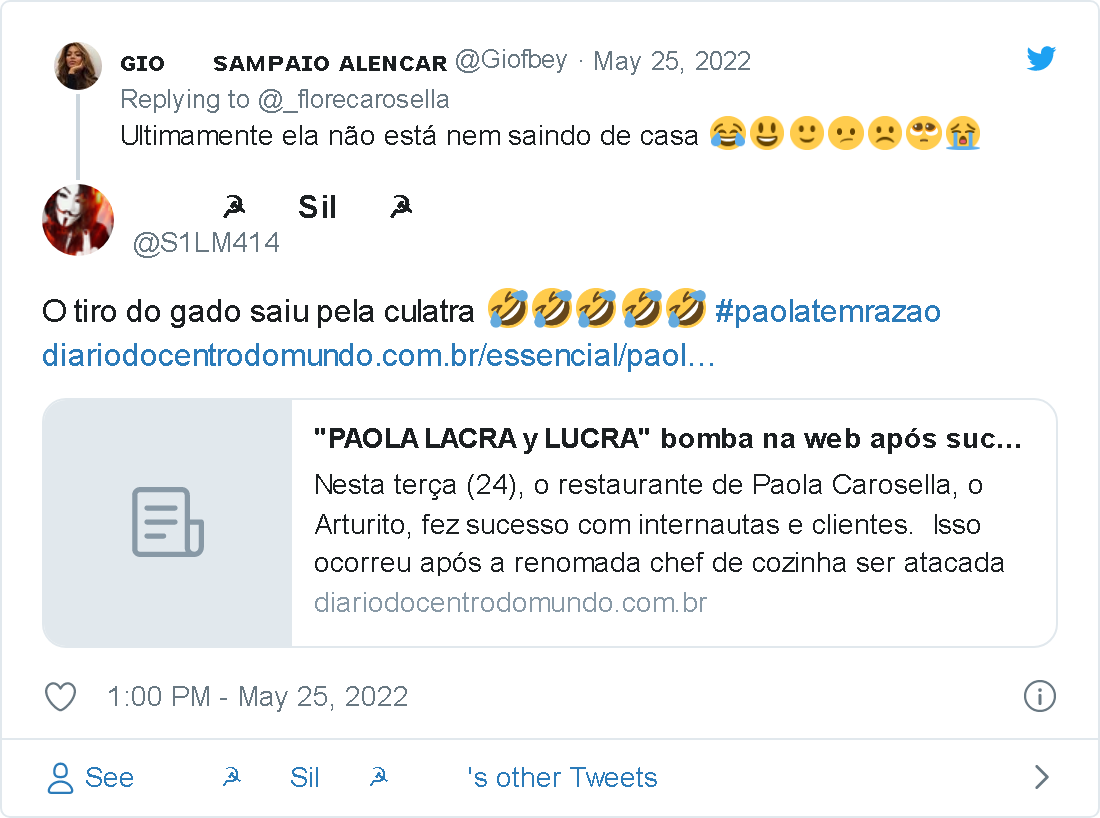 GIO SAMPAIO ALENCAR @Giofbey · May 25, 2022
Replying to @_florecarosella
Ultimamente ela não está nem saindo de casa 😂😃🙂😕🙁🥺😭
☭ Sil ☭
@S1LM414
O tiro do gado saiu pela culatra 🤣🤣🤣🤣🤣 #paolatemrazao
diariodocentrodomundo.com.br/essencial/paol…
"PAOLA LACRA y LUCRA" bomba na web após suc…
Nesta terça (24), o restaurante de Paola Carosella, o
Arturito, fez sucesso com internautas e clientes. Isso
ocorreu após a renomada chef de cozinha ser atacada
diariodocentrodomundo.com.br
1:00 PM - May 25, 2022
See ☭ Sil ☭ 's other Tweets